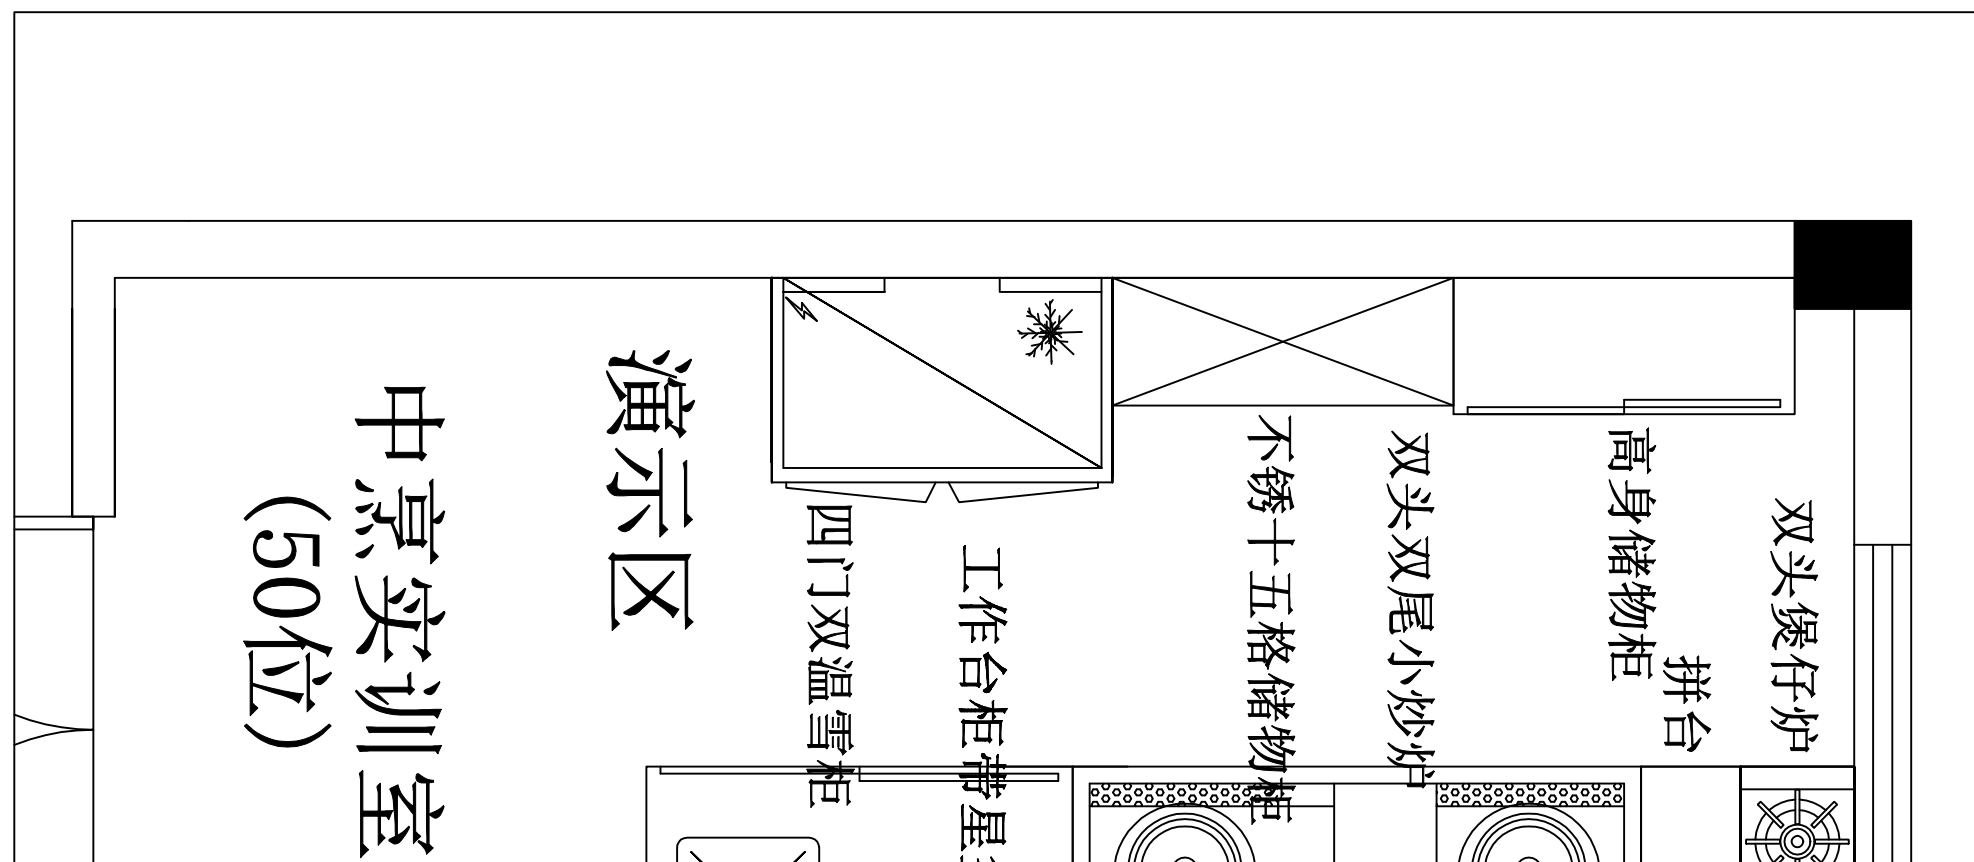 双头煲仔炉
拼台
高身储物柜
双头双尾小炒炉
不锈十五格储物柜
工作台柜带星
四门双温雪柜
演示区
中烹实训室
（50位）